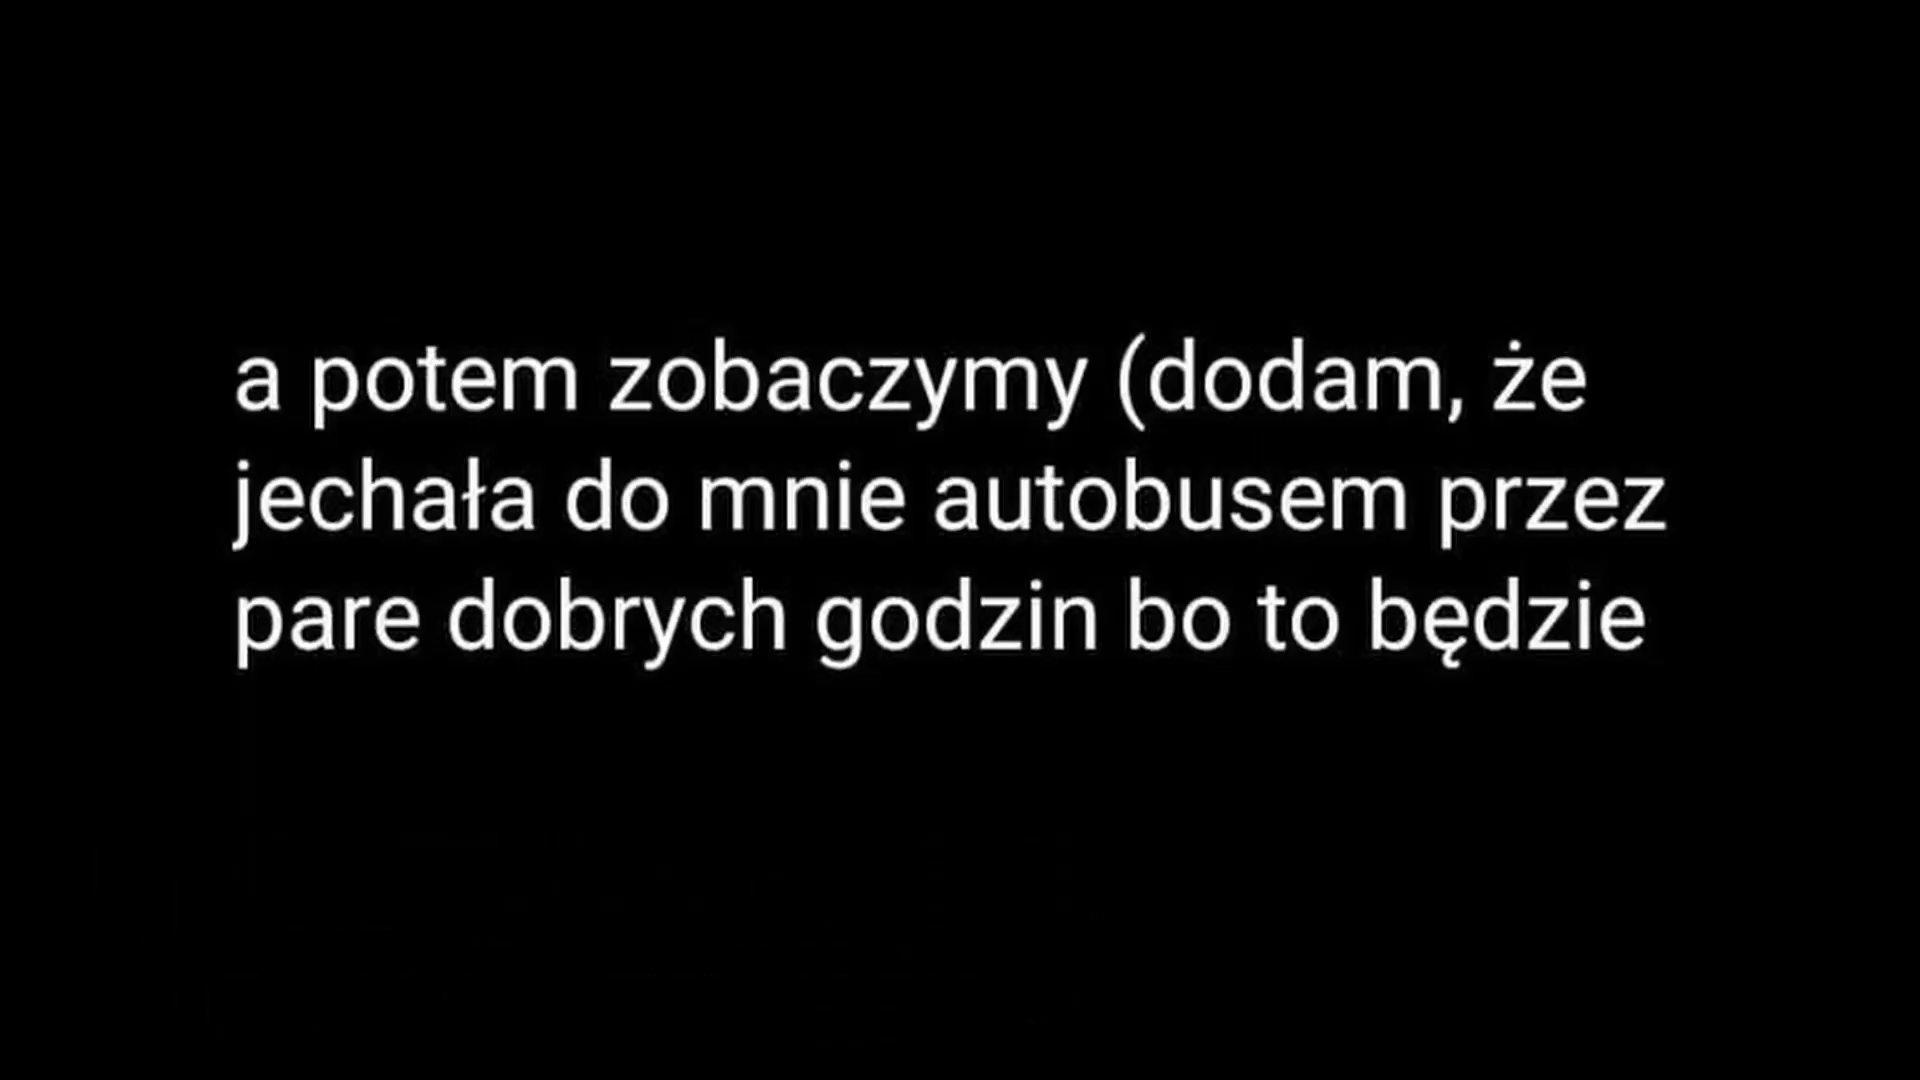 a potem zobaczymy (dodam, że
jechała do mnie autobusem przez
pare dobrych godzin bo to będzie